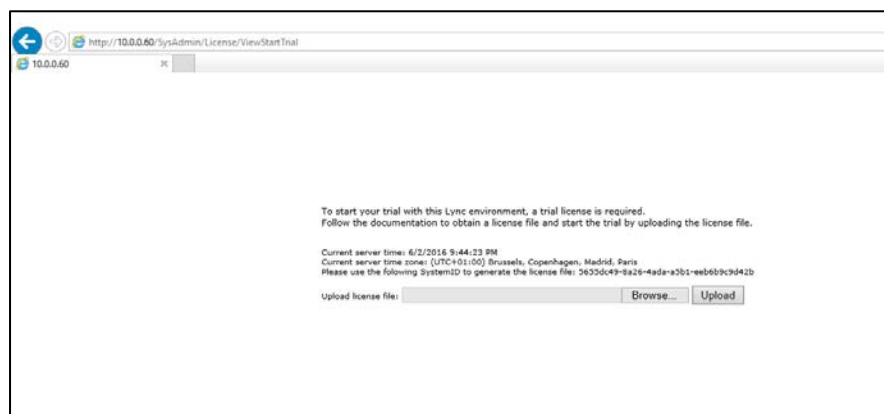 http://10.0.0.60/SysAdmin/License/ViewStartTrial
10.0.0.60
To start your trial with this Lync environment, a trial license is required.
Follow the documentation to obtain a license file and start the trial by uploading the license file.
Current server time: 6/2/2016 9:44:23 PM
Current server time zone: (UTC+01:00) Brussels, Copenhagen, Madrid, Paris
Please use the folowing SystemID to generate the license file: 5655dc49-8a26-4ada-a5b1-eeb6b9c9d42b
Upload license file: Browse... Upload